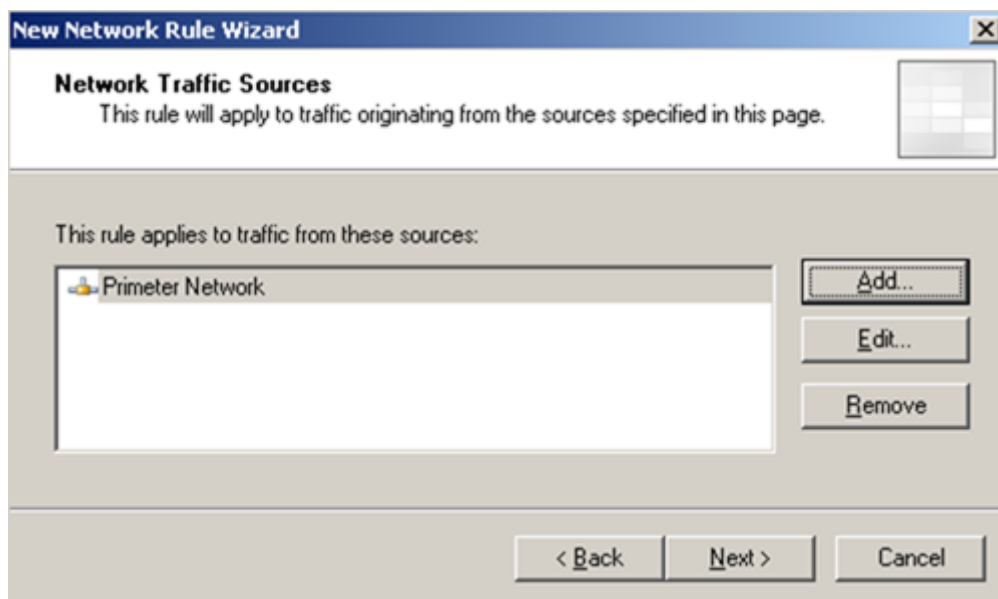 New Network Rule Wizard
Network Traffic Sources
This rule will apply to traffic originating from the sources specified in this page.
This rule applies to traffic from these sources:
Primeter Network
Add...
Edit...
Remove
< Back
Next >
Cancel